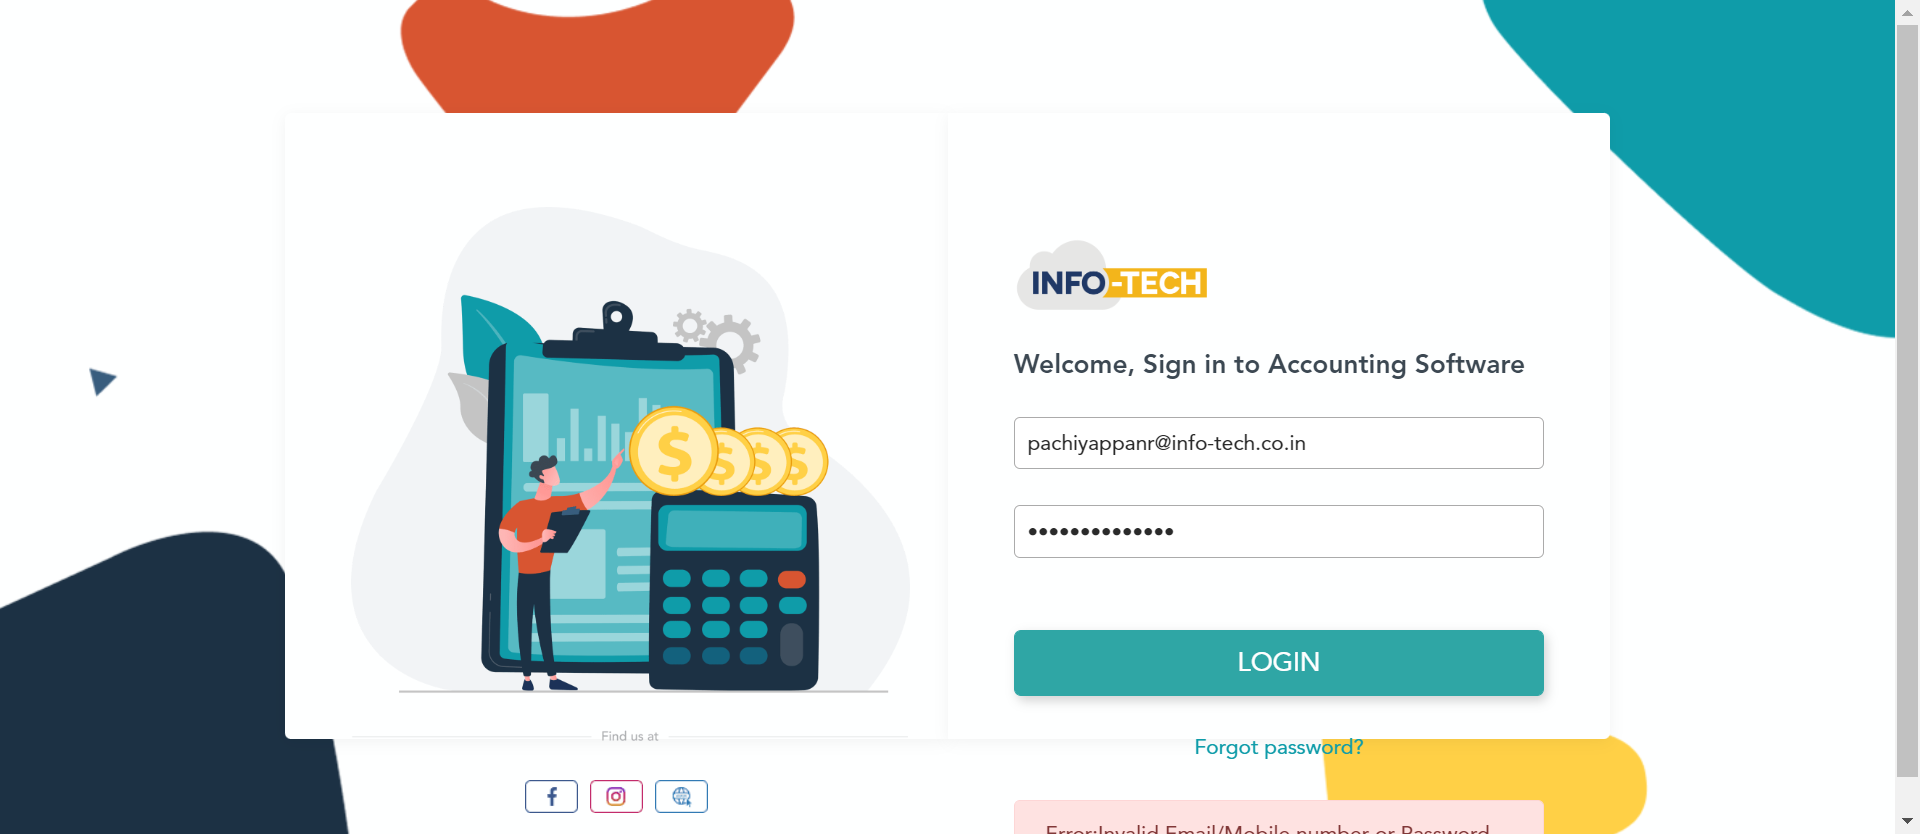 INFO-TECH
Welcome, Sign in to Accounting Software
pachiyappanr@info-tech.co.in
••••••••••••••
LOGIN
Forgot password?
Error:Invalid Email/Mobile number or Password
Find us at